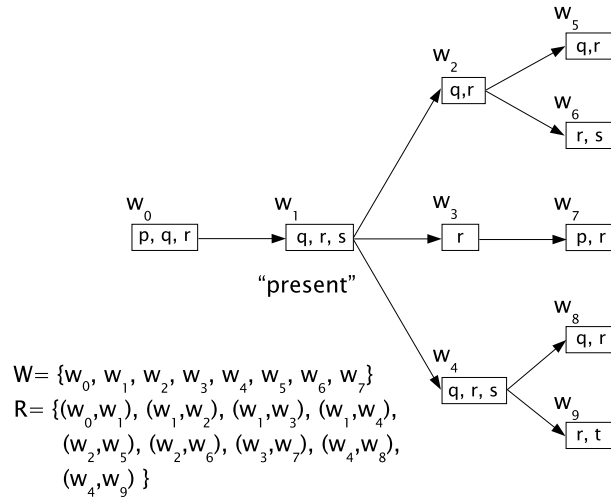 w5
q,r
w2
q,r
w6
r, s
w0
p, q, r
w1
q, r, s
w3
r
w7
p, r
"present"
w8
q, r
w4
q, r, s
w9
r, t
W= {w0, w1, w2, w3, w4, w5, w6, w7}
R= {(w0,w1), (w1,w2), (w1,w3), (w1,w4),
(w2,w5), (w2,w6), (w3,w7), (w4,w8),
(w4,w9) }